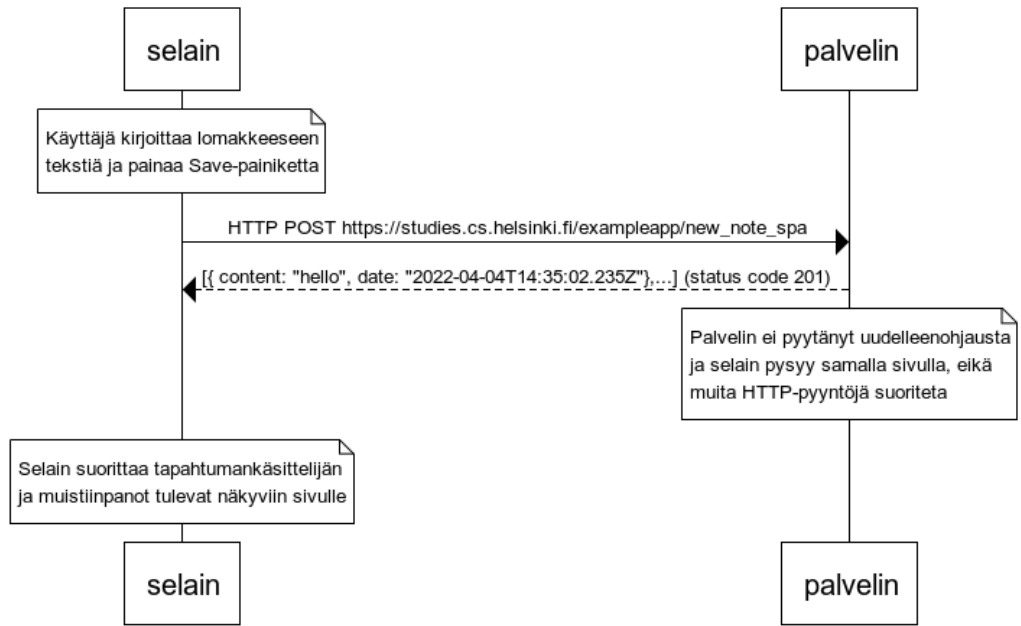 selain
palvelin
Käyttäjä kirjoittaa lomakkeeseen
tekstiä ja painaa Save-painiketta
HTTP POST https://studies.cs.helsinki.fi/exampleapp/new_note_spa
[{ content: "hello", date: "2022-04-04T14:35:02.235Z"},...] (status code 201)
Palvelin ei pyytänyt uudelleenohjausta
ja selain pysyy samalla sivulla, eikä
muita HTTP-pyyntöjä suoriteta
Selain suorittaa tapahtumankäsittelijän
ja muistiinpanot tulevat näkyviin sivulle
selain
palvelin